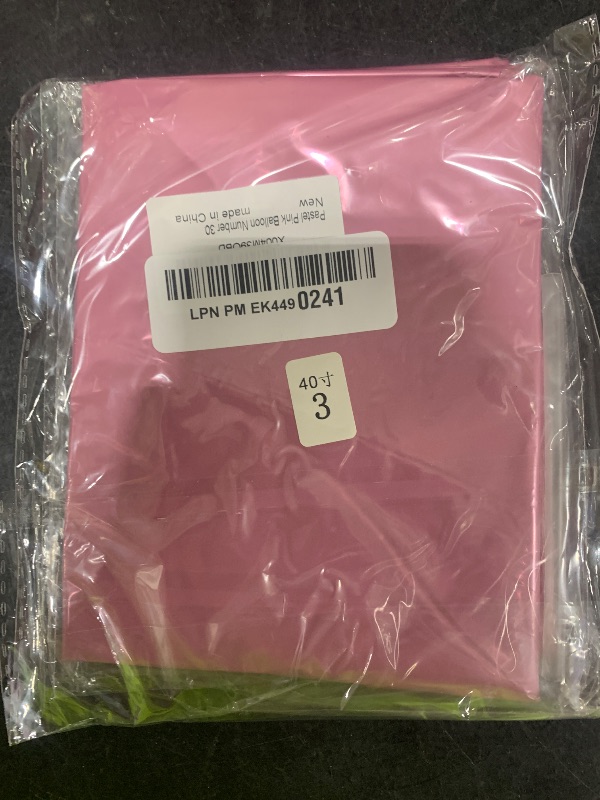 Pastel Pink Balloon Number 30
made in China
New
LPN PM EK449 0241
40寸
3